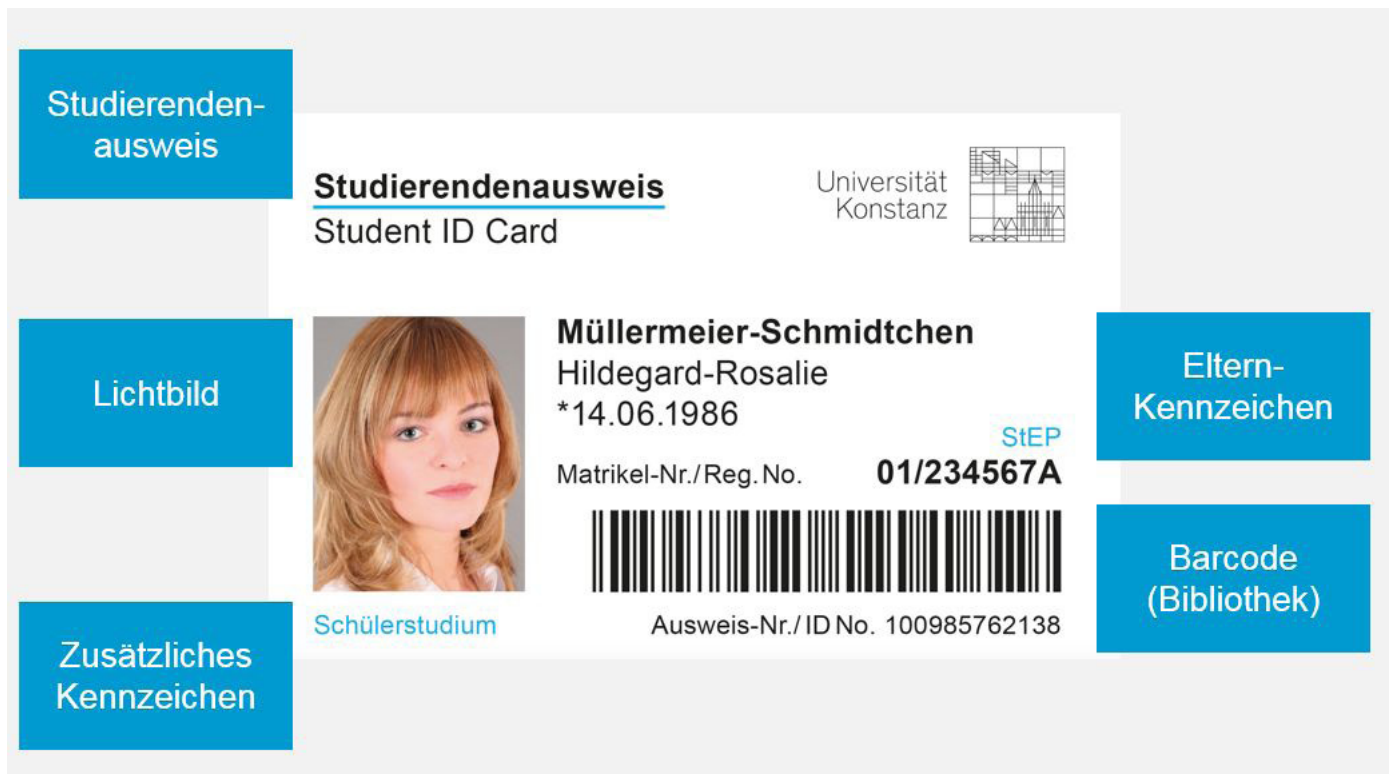 Studierenden-
ausweis
Studierendenausweis
Student ID Card
Universität
Konstanz
Lichtbild
Müllermeier-Schmidtchen
Hildegard-Rosalie
*14.06.1986
StEP
Matrikel-Nr./Reg. No. 01/234567A
Eltern-
Kennzeichen
Barcode
(Bibliothek)
Schülerstudium
Ausweis-Nr./ID No. 100985762138
Zusätzliches
Kennzeichen